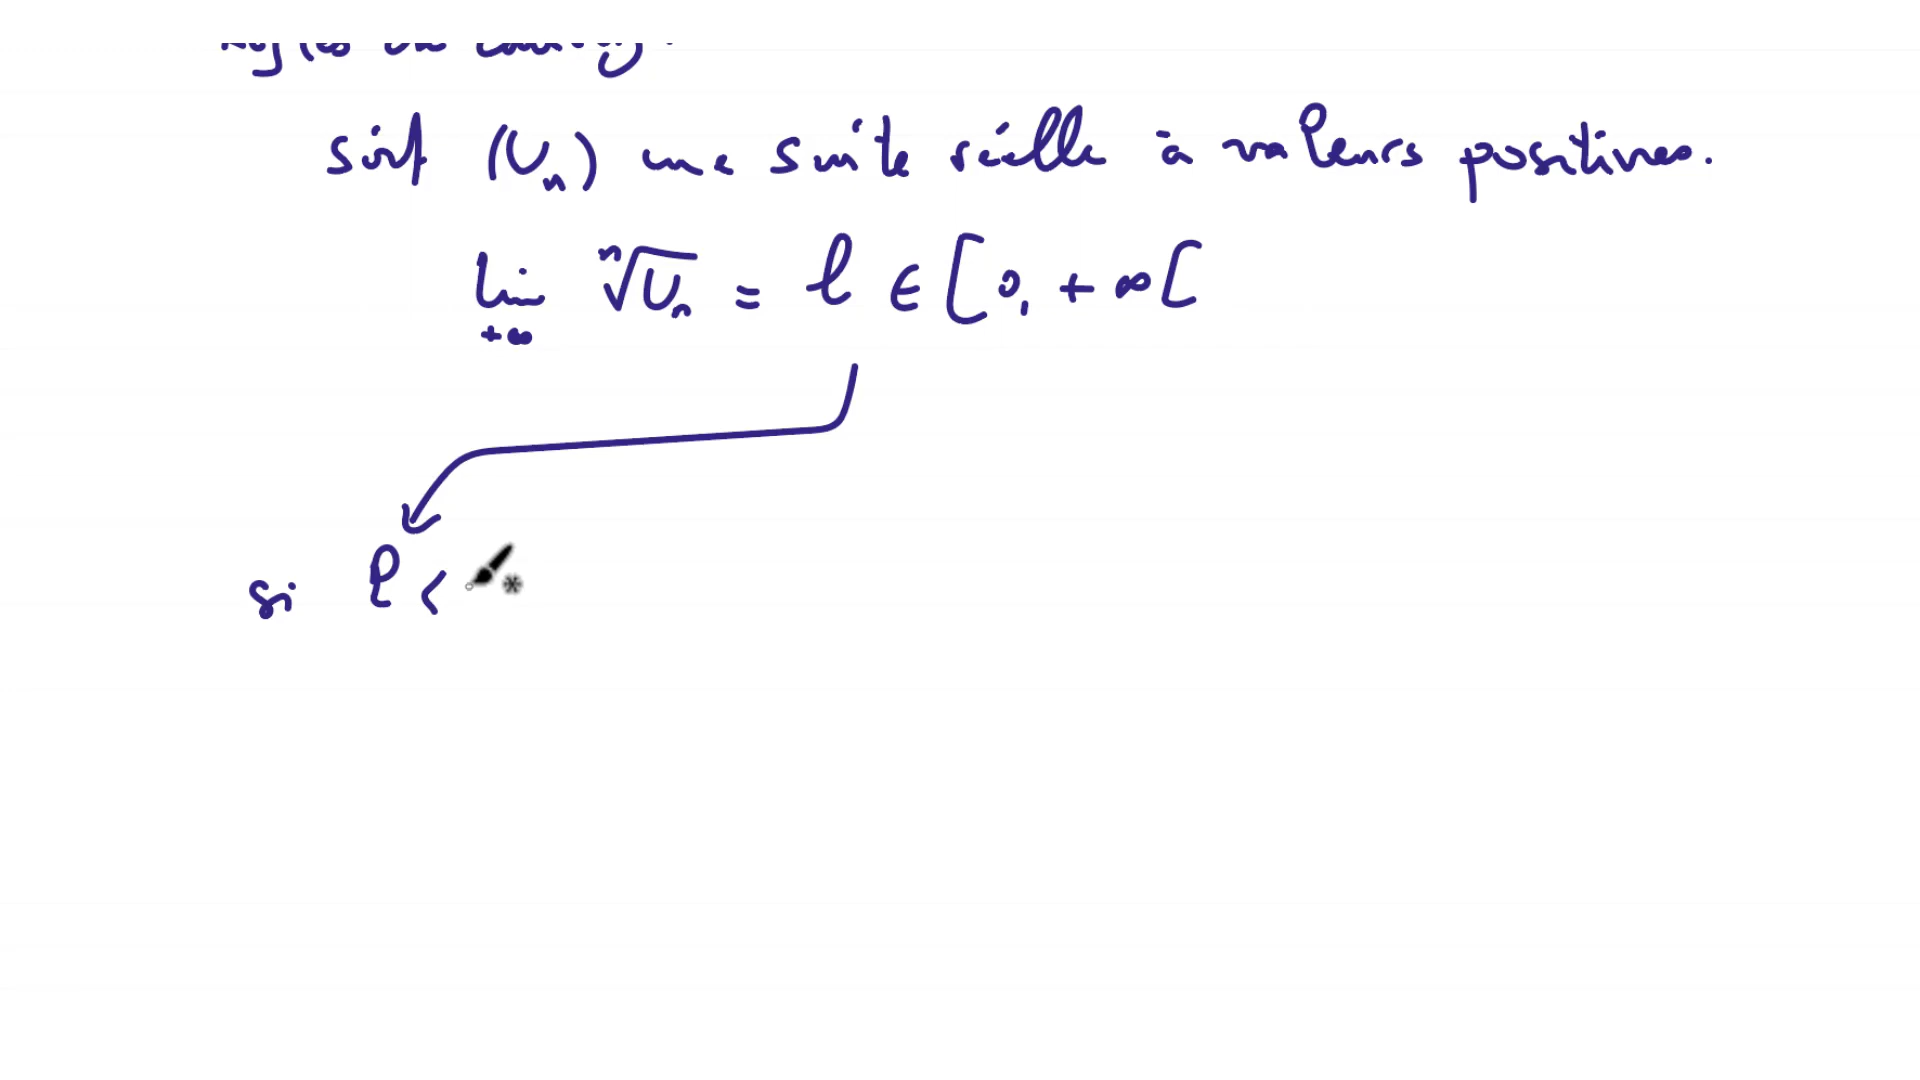 soit (Un) une suite réelle à valeurs positives.
lim ⁿ√Un = l ∈ [0, +∞[
+∞
si l <